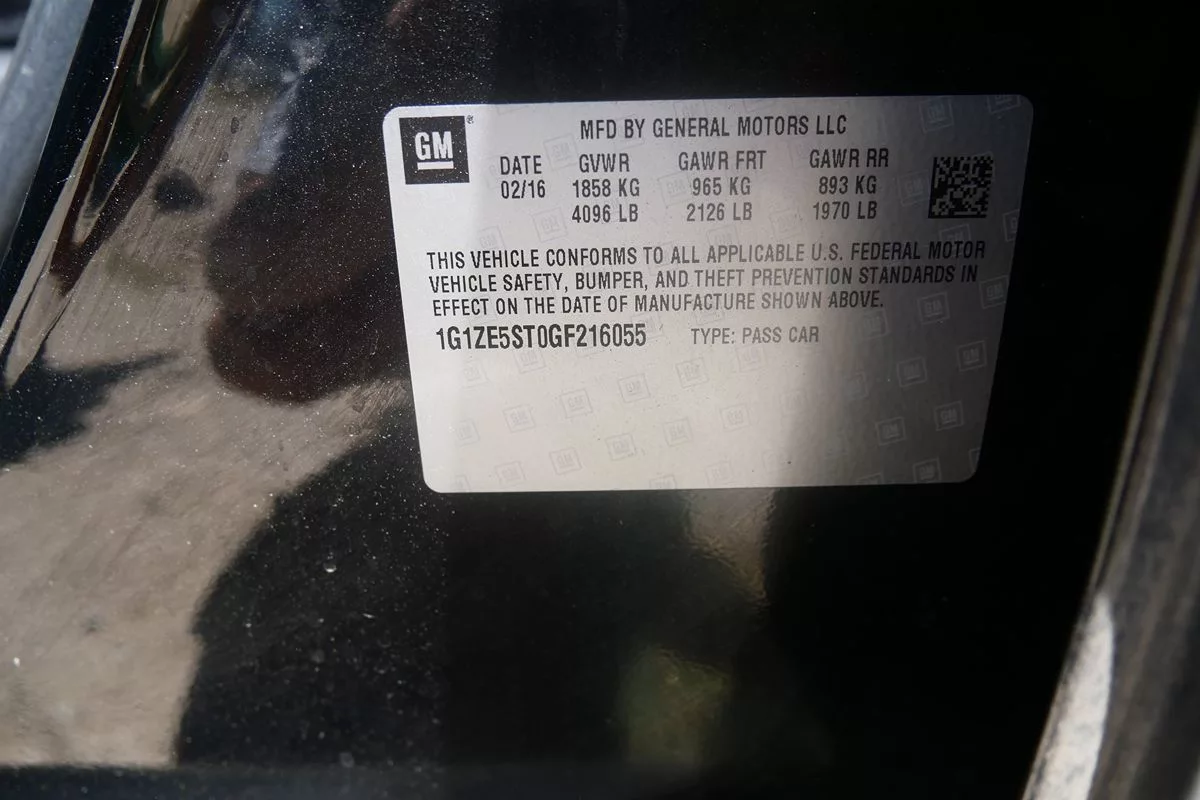 GM
MFD BY GENERAL MOTORS LLC
DATE GVWR GAWR FRT GAWR RR
02/16 1858 KG 965 KG 893 KG
4096 LB 2126 LB 1970 LB
THIS VEHICLE CONFORMS TO ALL APPLICABLE U.S. FEDERAL MOTOR
VEHICLE SAFETY, BUMPER, AND THEFT PREVENTION STANDARDS IN
EFFECT ON THE DATE OF MANUFACTURE SHOWN ABOVE.
1G1ZE5ST0GF216055 TYPE: PASS CAR